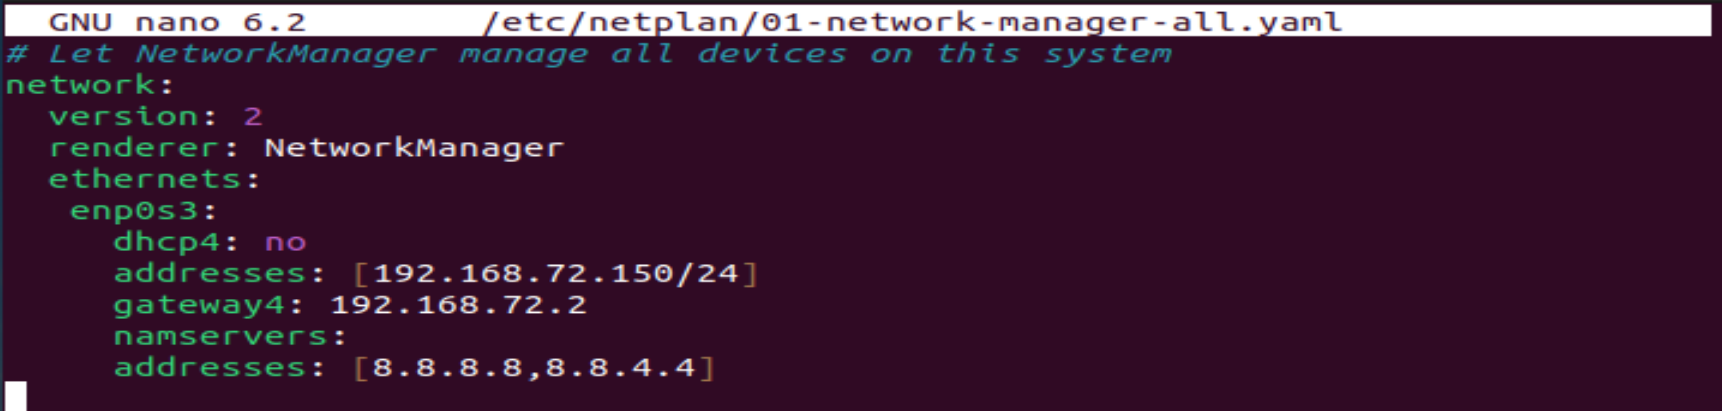 GNU nano 6.2 /etc/netplan/01-network-manager-all.yaml
# Let NetworkManager manage all devices on this system
network:
  version: 2
  renderer: NetworkManager
  ethernets:
   enp0s3:
     dhcp4: no
     addresses: [192.168.72.150/24]
     gateway4: 192.168.72.2
     namservers:
     addresses: [8.8.8.8,8.8.4.4]